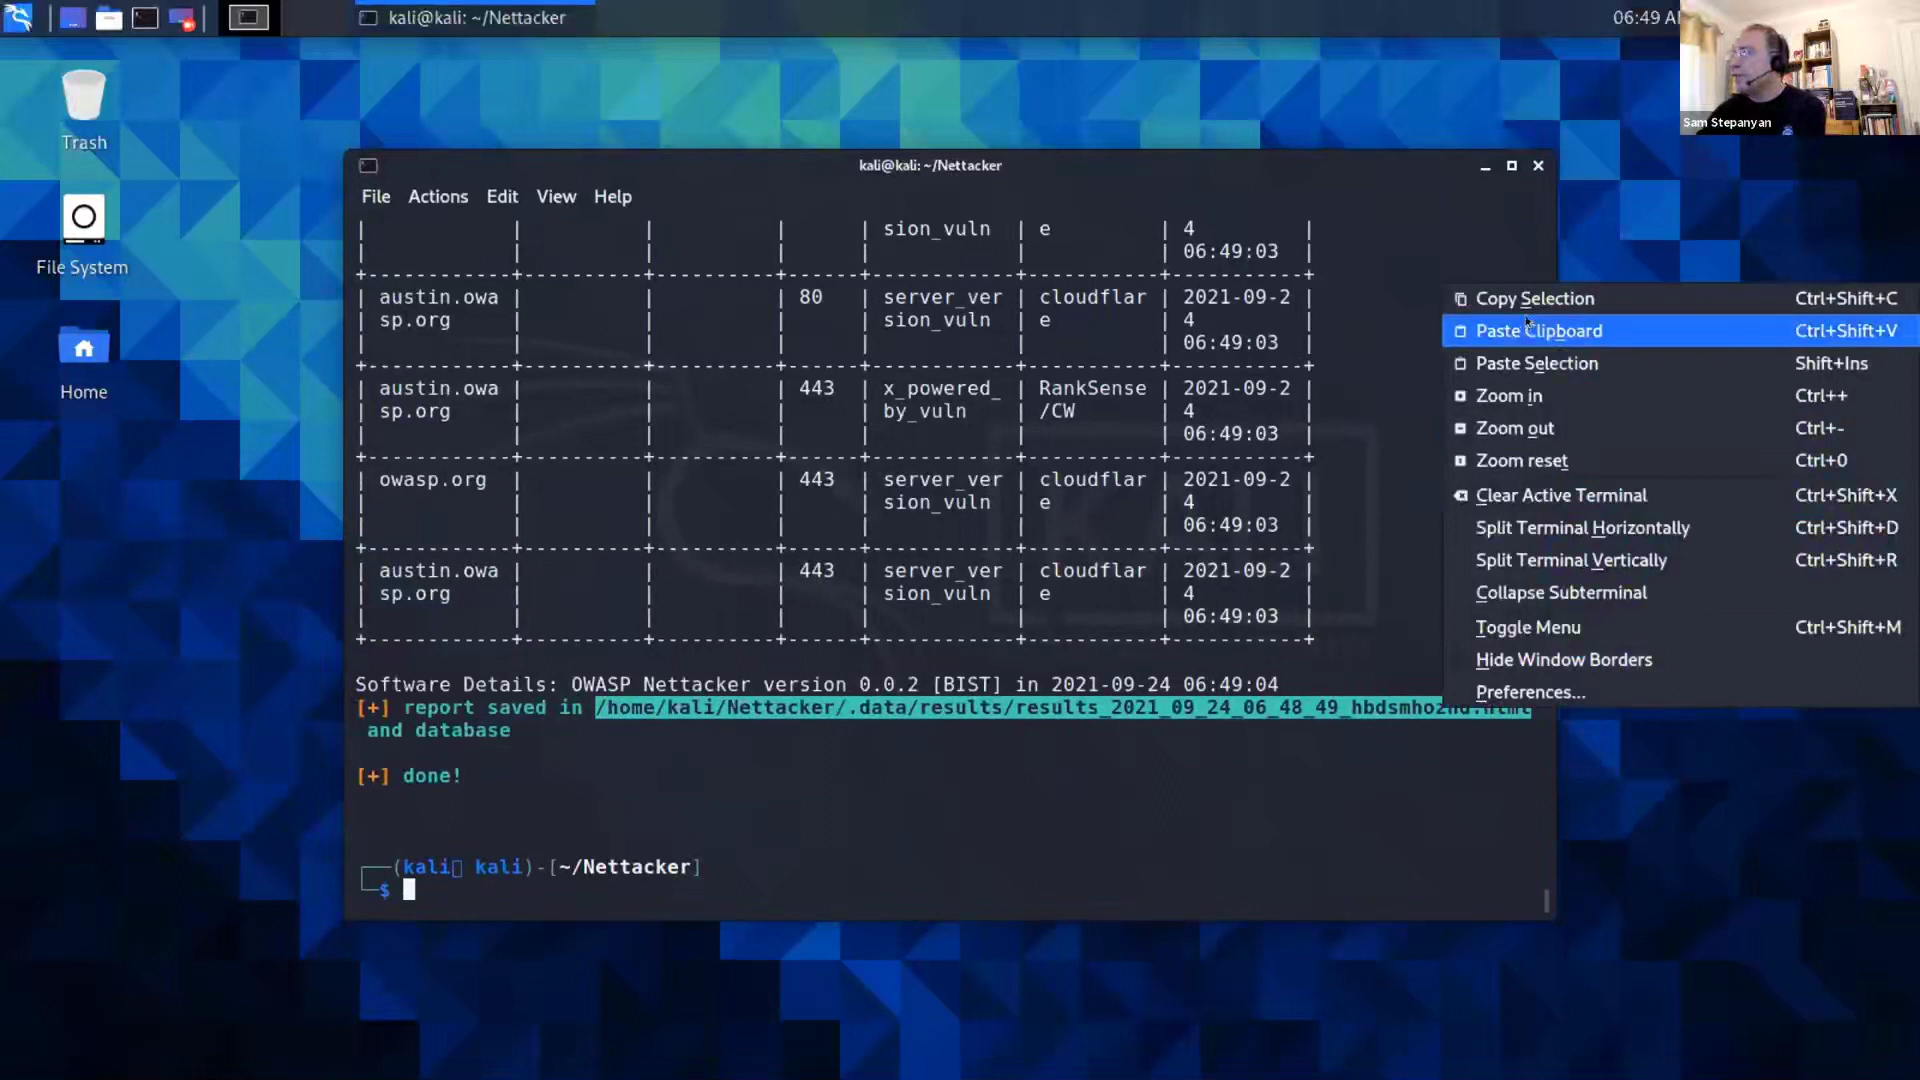 kali@kali: ~/Nettacker
06:49 A
Sam Stepanyan
Trash
File System
Home
kali@kali: ~/Nettacker
File Actions Edit View Help
| | | | | sion_vuln | e | 4 |
| | | | | | | 06:49:03 |
+-----------+----------+----------+------+------------+-----------+-----------+
| austin.owa | | | 80 | server_ver | cloudflar | 2021-09-2 |
| sp.org | | | | sion_vuln | e | 4 |
| | | | | | | 06:49:03 |
+-----------+----------+----------+------+------------+-----------+-----------+
| austin.owa | | | 443 | x_powered_ | RankSense | 2021-09-2 |
| sp.org | | | | by_vuln | /CW | 4 |
| | | | | | | 06:49:03 |
+-----------+----------+----------+------+------------+-----------+-----------+
| owasp.org | | | 443 | server_ver | cloudflar | 2021-09-2 |
| | | | | sion_vuln | e | 4 |
| | | | | | | 06:49:03 |
+-----------+----------+----------+------+------------+-----------+-----------+
| austin.owa | | | 443 | server_ver | cloudflar | 2021-09-2 |
| sp.org | | | | sion_vuln | e | 4 |
| | | | | | | 06:49:03 |
+-----------+----------+----------+------+------------+-----------+-----------+
Software Details: OWASP Nettacker version 0.0.2 [BIST] in 2021-09-24 06:49:04
[+] report saved in /home/kali/Nettacker/.data/results/
and database
[+] done!
┌──(kali kali)-[~/Nettacker]
└─$
Copy Selection Ctrl+Shift+C
Paste Clipboard Ctrl+Shift+V
Paste Selection Shift+Ins
Zoom in Ctrl++
Zoom out Ctrl+-
Zoom reset Ctrl+0
Clear Active Terminal Ctrl+Shift+X
Split Terminal Horizontally Ctrl+Shift+D
Split Terminal Vertically Ctrl+Shift+R
Collapse Subterminal
Toggle Menu Ctrl+Shift+M
Hide Window Borders
Preferences...